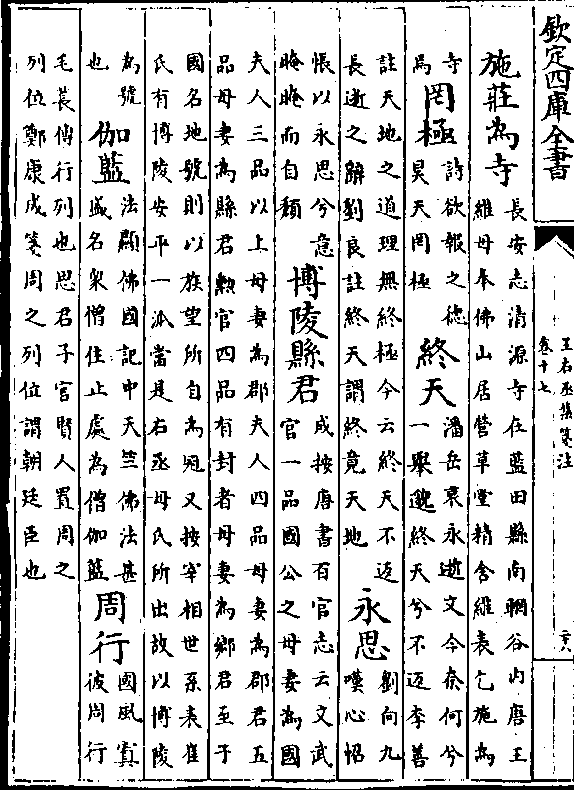 欽定四庫全書
王右丞集箋注
卷十七
施莊為寺
長安志清源寺在藍田縣南輞谷内唐王
維母奉佛山居營草堂精舍維表乞施為
寺
焉
罔極
詩欲報之德
昊天罔極
終天
潘岳哀永逝文今奈何兮
一舉邈終天兮不返李善
註天地之道理無終極今云終天不返
長逝之辭劉良註終天謂終竟天地
永思
劉向九
嘆心悁
悵以永思兮意
晻晻而自頽
博陵縣君
成按唐書百官志云文武
官一品國公之母妻為國
夫人三品以上母妻為郡夫人四品母妻為郡君五
品母妻為縣君勲官四品有封者母妻為鄉君至于
國名地號則以族望所自為冠又按宰相世系表崔
氏有博陵安平一派當是右丞母氏所出故以博陵
為號
也
伽藍
法顯佛國記中天竺佛法甚
盛名衆僧住止處為僧伽藍
周行
國風寘
彼周行
毛萇傳行列也思君子官賢人置周之
列位鄭康成箋周之列位謂朝廷臣也